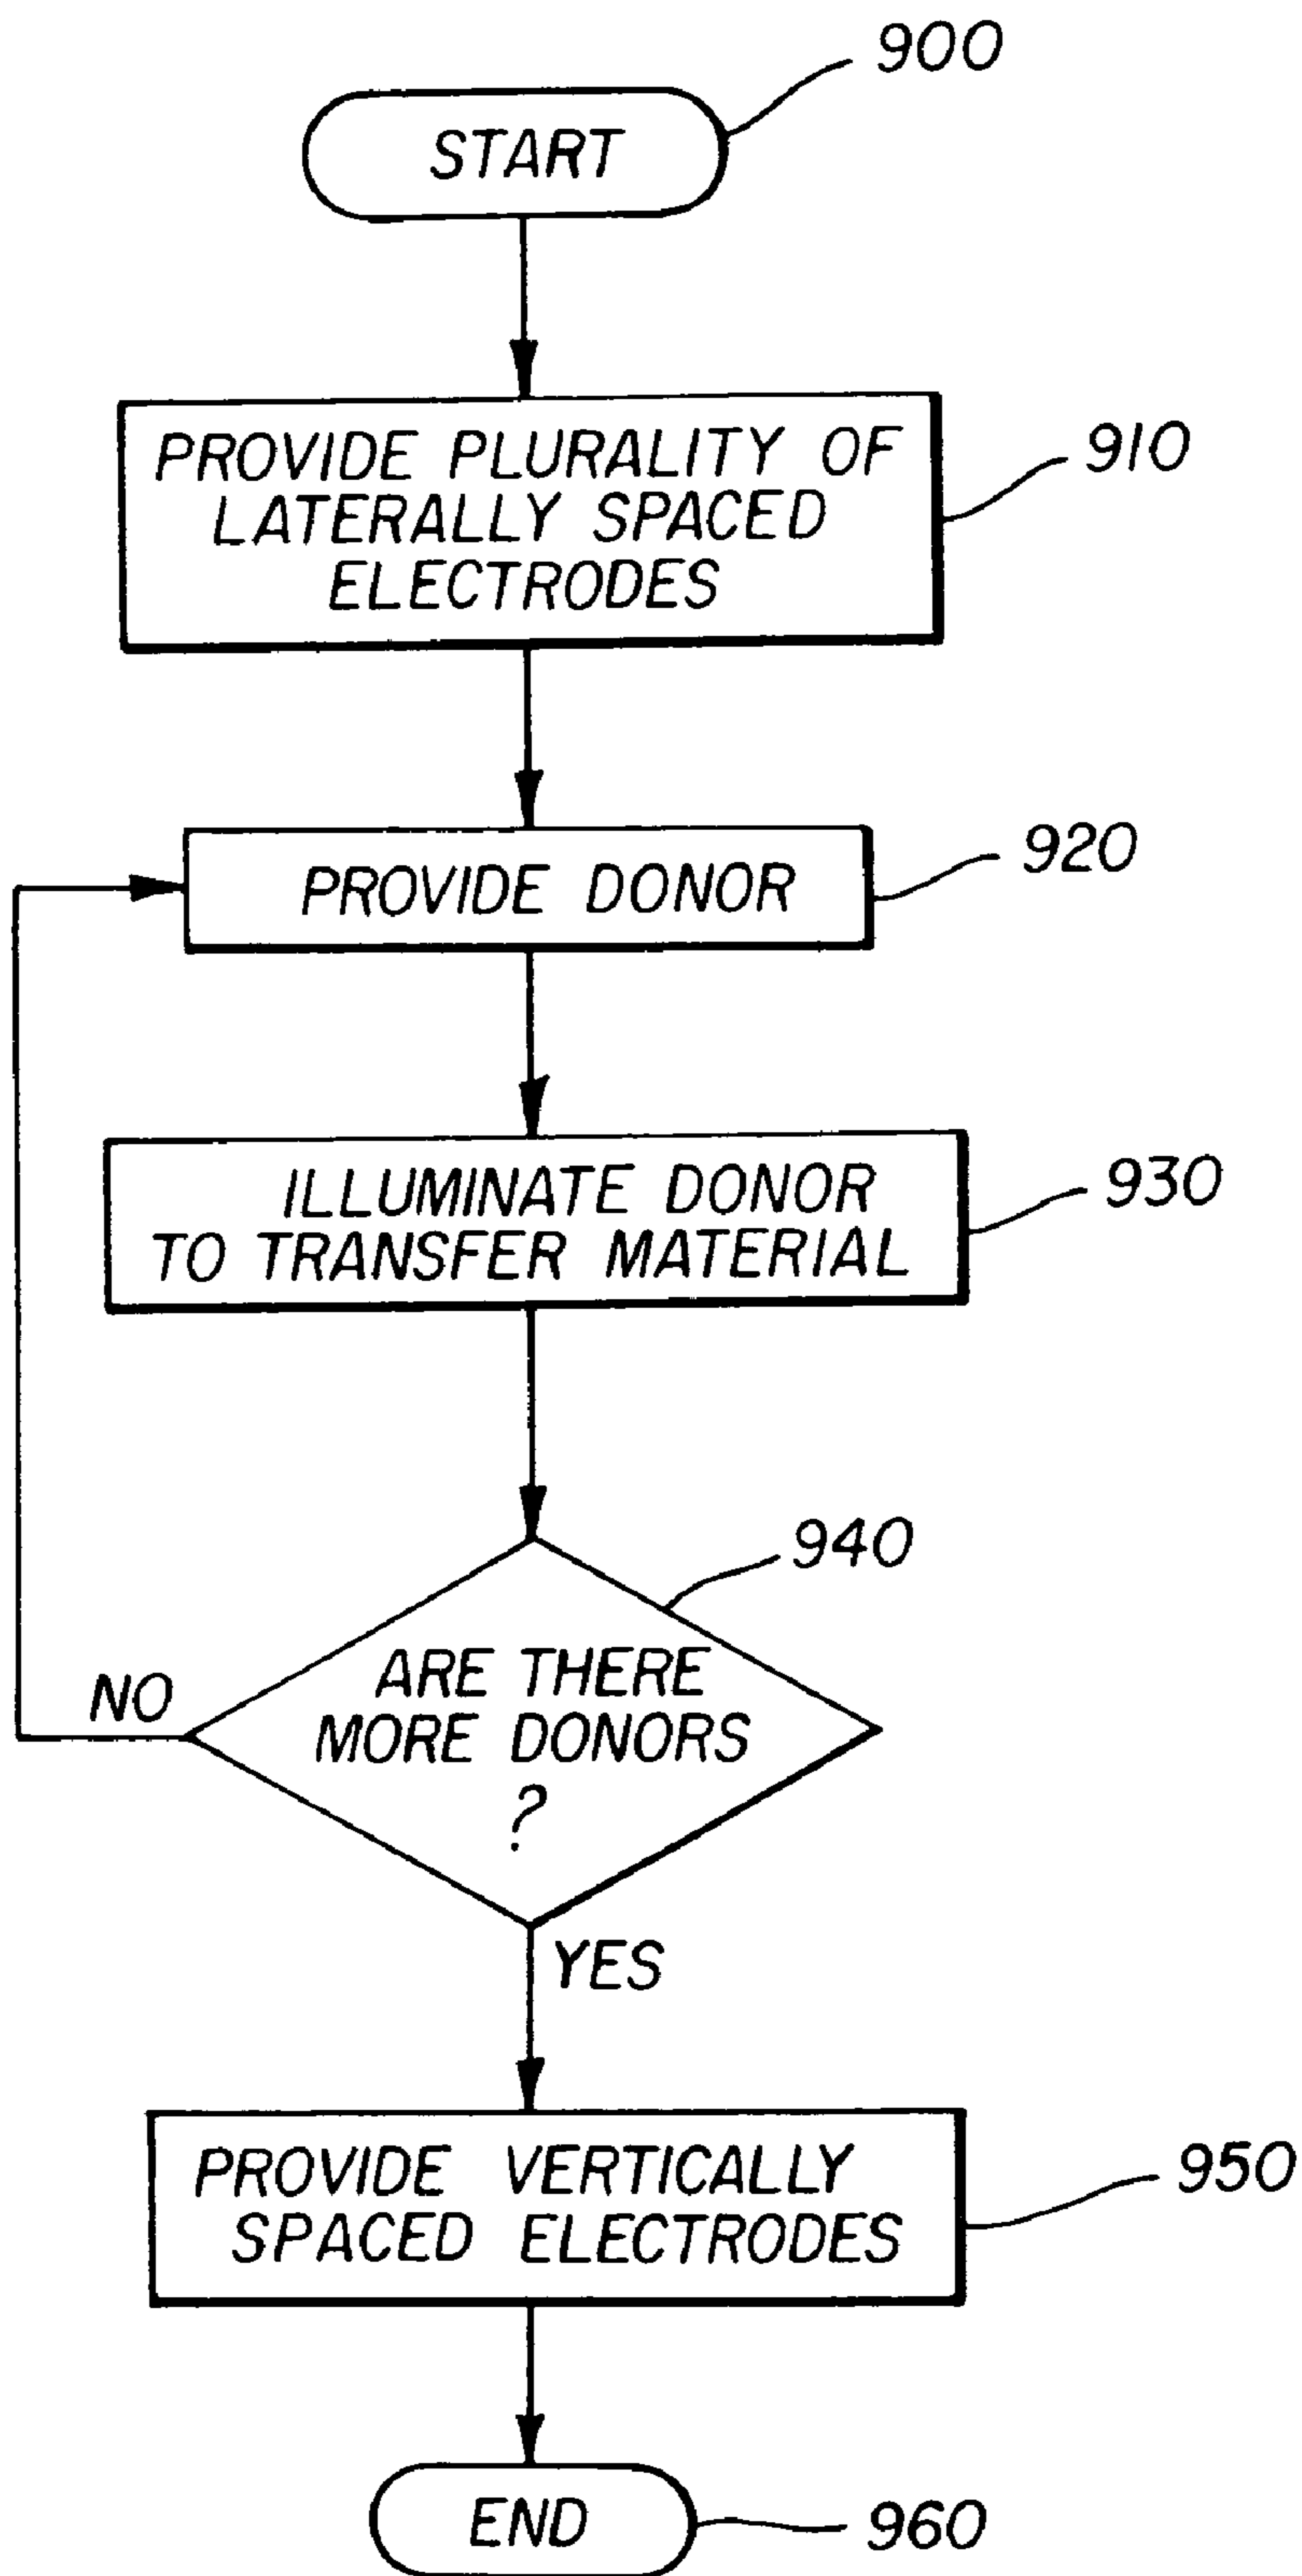 900
START
PROVIDE PLURALITY OF
LATERALLY SPACED
ELECTRODES
910
PROVIDE DONOR
920
ILLUMINATE DONOR
TO TRANSFER MATERIAL
930
940
ARE THERE
MORE DONORS
?
NO
YES
PROVIDE VERTICALLY
SPACED ELECTRODES
950
END
960